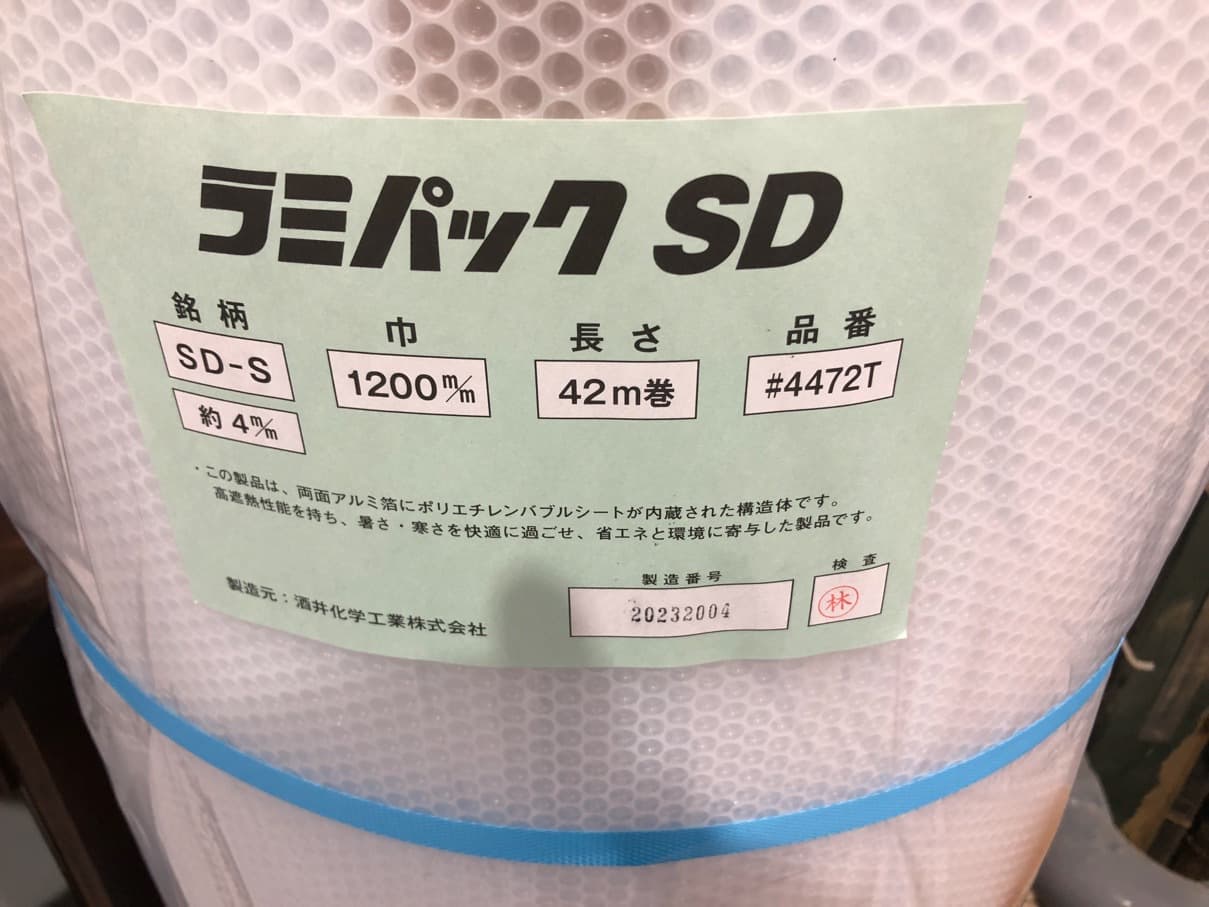 ラミパック SD
銘柄 巾 長さ 品番
SD-S 1200m/m 42m巻 #4472T
約4m/m
・この製品は、両面アルミ箔にポリエチレンバブルシートが内蔵された構造体です。
高遮熱性能を持ち、暑さ・寒さを快適に過ごせ、省エネと環境に寄与した製品です。
製造番号 検査
製造元：酒井化学工業株式会社 20232004 林